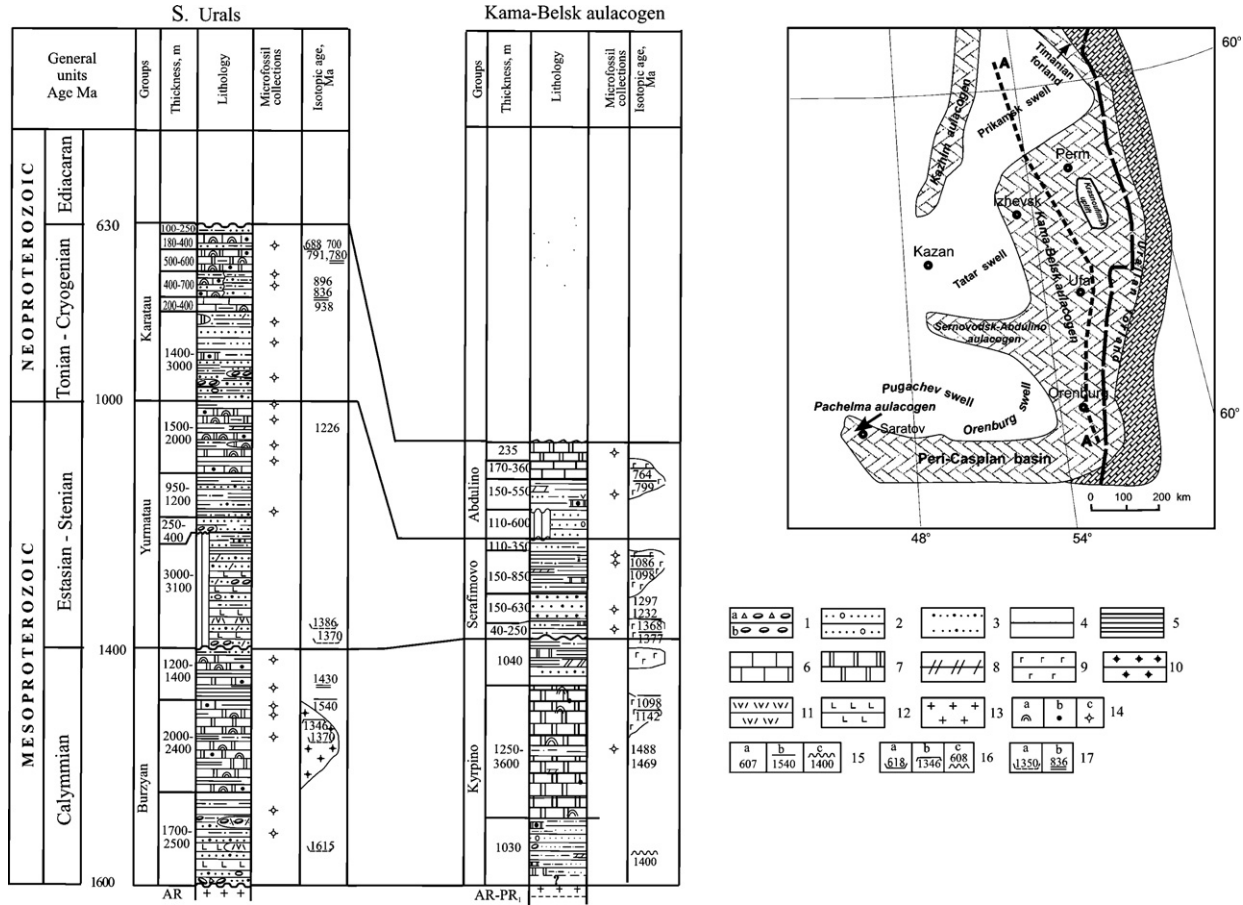 S. Urals
Kama-Belsk aulacogen
General
units
Age Ma
Groups
Thickness, m
Lithology
Microfossil
collections
Isotopic age,
Ma
Groups
Thickness, m
Lithology
Microfossil
collections
Isotopic age,
Ma
NEOPROTEROZOIC
MESOPROTEROZOIC
Ediacaran
Tonian - Cryogenian
Estasian - Stenian
Calymmian
630
1000
1400
1600
Karatau
Yurmatau
Burzyan
100-250
180-400
500-600
400-700
200-400
1400-
3000
1500-
2000
950-
1200
250-
400
3000-
3100
1200-
1400
2000-
2400
1700-
2500
AR
688 700
791,780
896
836
938
1226
1386
1370
1430
1540
1346
1370
1615
Abdulino
Serafimovo
Kyrpino
235
170-360
150-550
110-600
110-350
150-850
150-630
40-250
1040
1250-
3600
1030
AR-PR1
764
799
1086
1098
1297
1232
1368
1377
1098
1142
1488
1469
1400
60°
Timanian
forland
A
Kazhim aulacogen
Prikamsk swell
Perm
Krasnoufimsk
uplift
Izhevsk
Kazan
Kama-Belsk aulacogen
Tatar swell
Ufa
Uralian forland
Sernovodsk-Abdulino
aulacogen
Pugachev swell
Orenburg
Pachelma aulacogen
Orenburg swell
Saratov
A
Peri-Caspian basin
60°
0 100 200 km
48°
54°
a
b
1
2
3
4
5
6
7
8
9
10
11
12
13
a b c
14
a b c
607 1540 1400
15
a b c
618 1346 608
16
a b
1350 836
17